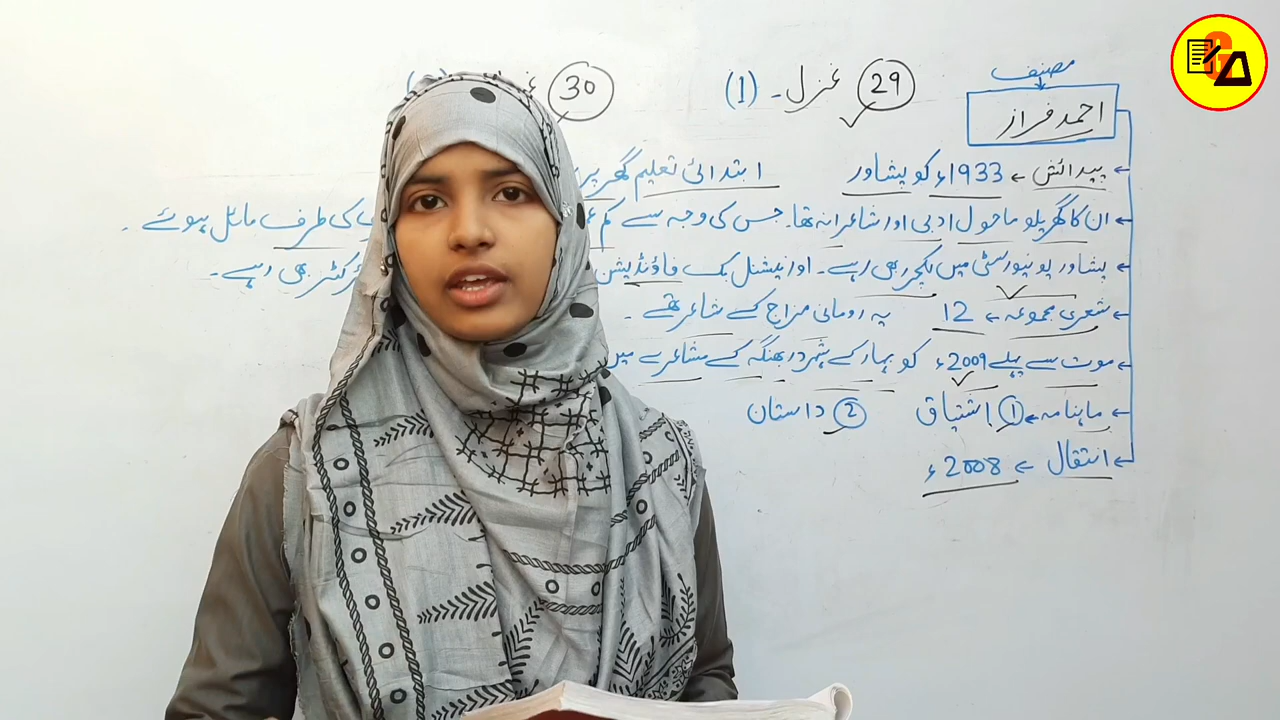 مصنف
احمد فراز
29 غزل۔ (1)
30
پیدائش ← 1933ء کو پشاور ابتدائی تعلیم گھر پر
ان کا گھریلو ماحول ادبی اور شاعرانہ تھا۔ جس کی وجہ سے کم کی طرف مائل ہوئے ۔
پشاور یونیورسٹی میں لکچرر بھی رہے۔ اور نیشنل بک فاؤنڈیشن بھی رہے۔
شعری مجموعہ ← 12 یہ رومانی مزاج کے شاعر تھے ۔
موت سے پہلے 2009ء کو بہار کے شہر دربھنگہ کے مشاعرے میں
ماہنامہ ← 1 اشتیاق 2 داستان
انتقال ← 2008ء